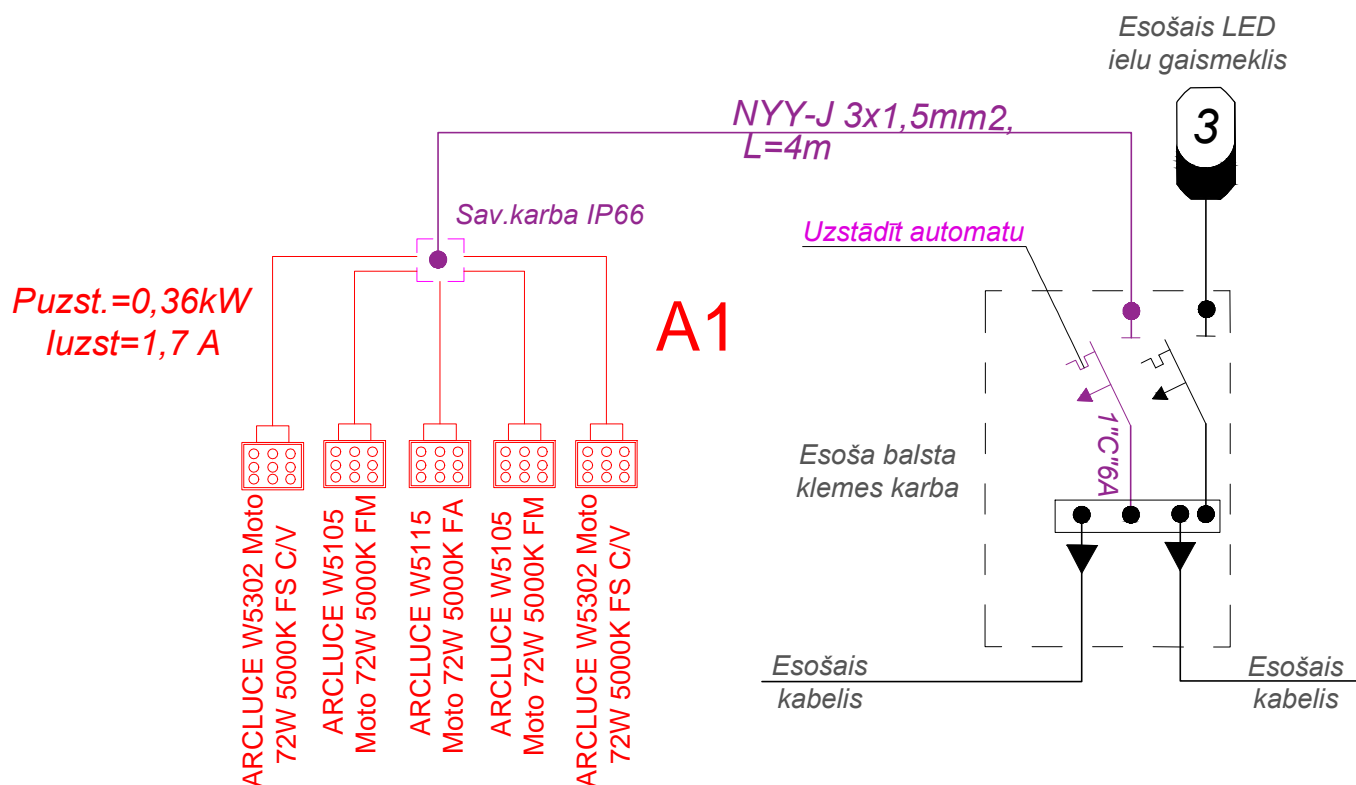 Esošais LED
ielu gaismeklis
3
NYY-J 3x1,5mm2,
L=4m
Sav.karba IP66
Uzstādīt automatu
Puzst.=0,36kW
Iuzst=1,7 A
A1
1"C"6A
Esoša balsta
klemes karba
ARCLUCE W5302 Moto
72W 5000K FS C/V
ARCLUCE W5105
Moto 72W 5000K FM
ARCLUCE W5115
Moto 72W 5000K FA
ARCLUCE W5105
Moto 72W 5000K FM
ARCLUCE W5302 Moto
72W 5000K FS C/V
Esošais
kabelis
Esošais
kabelis